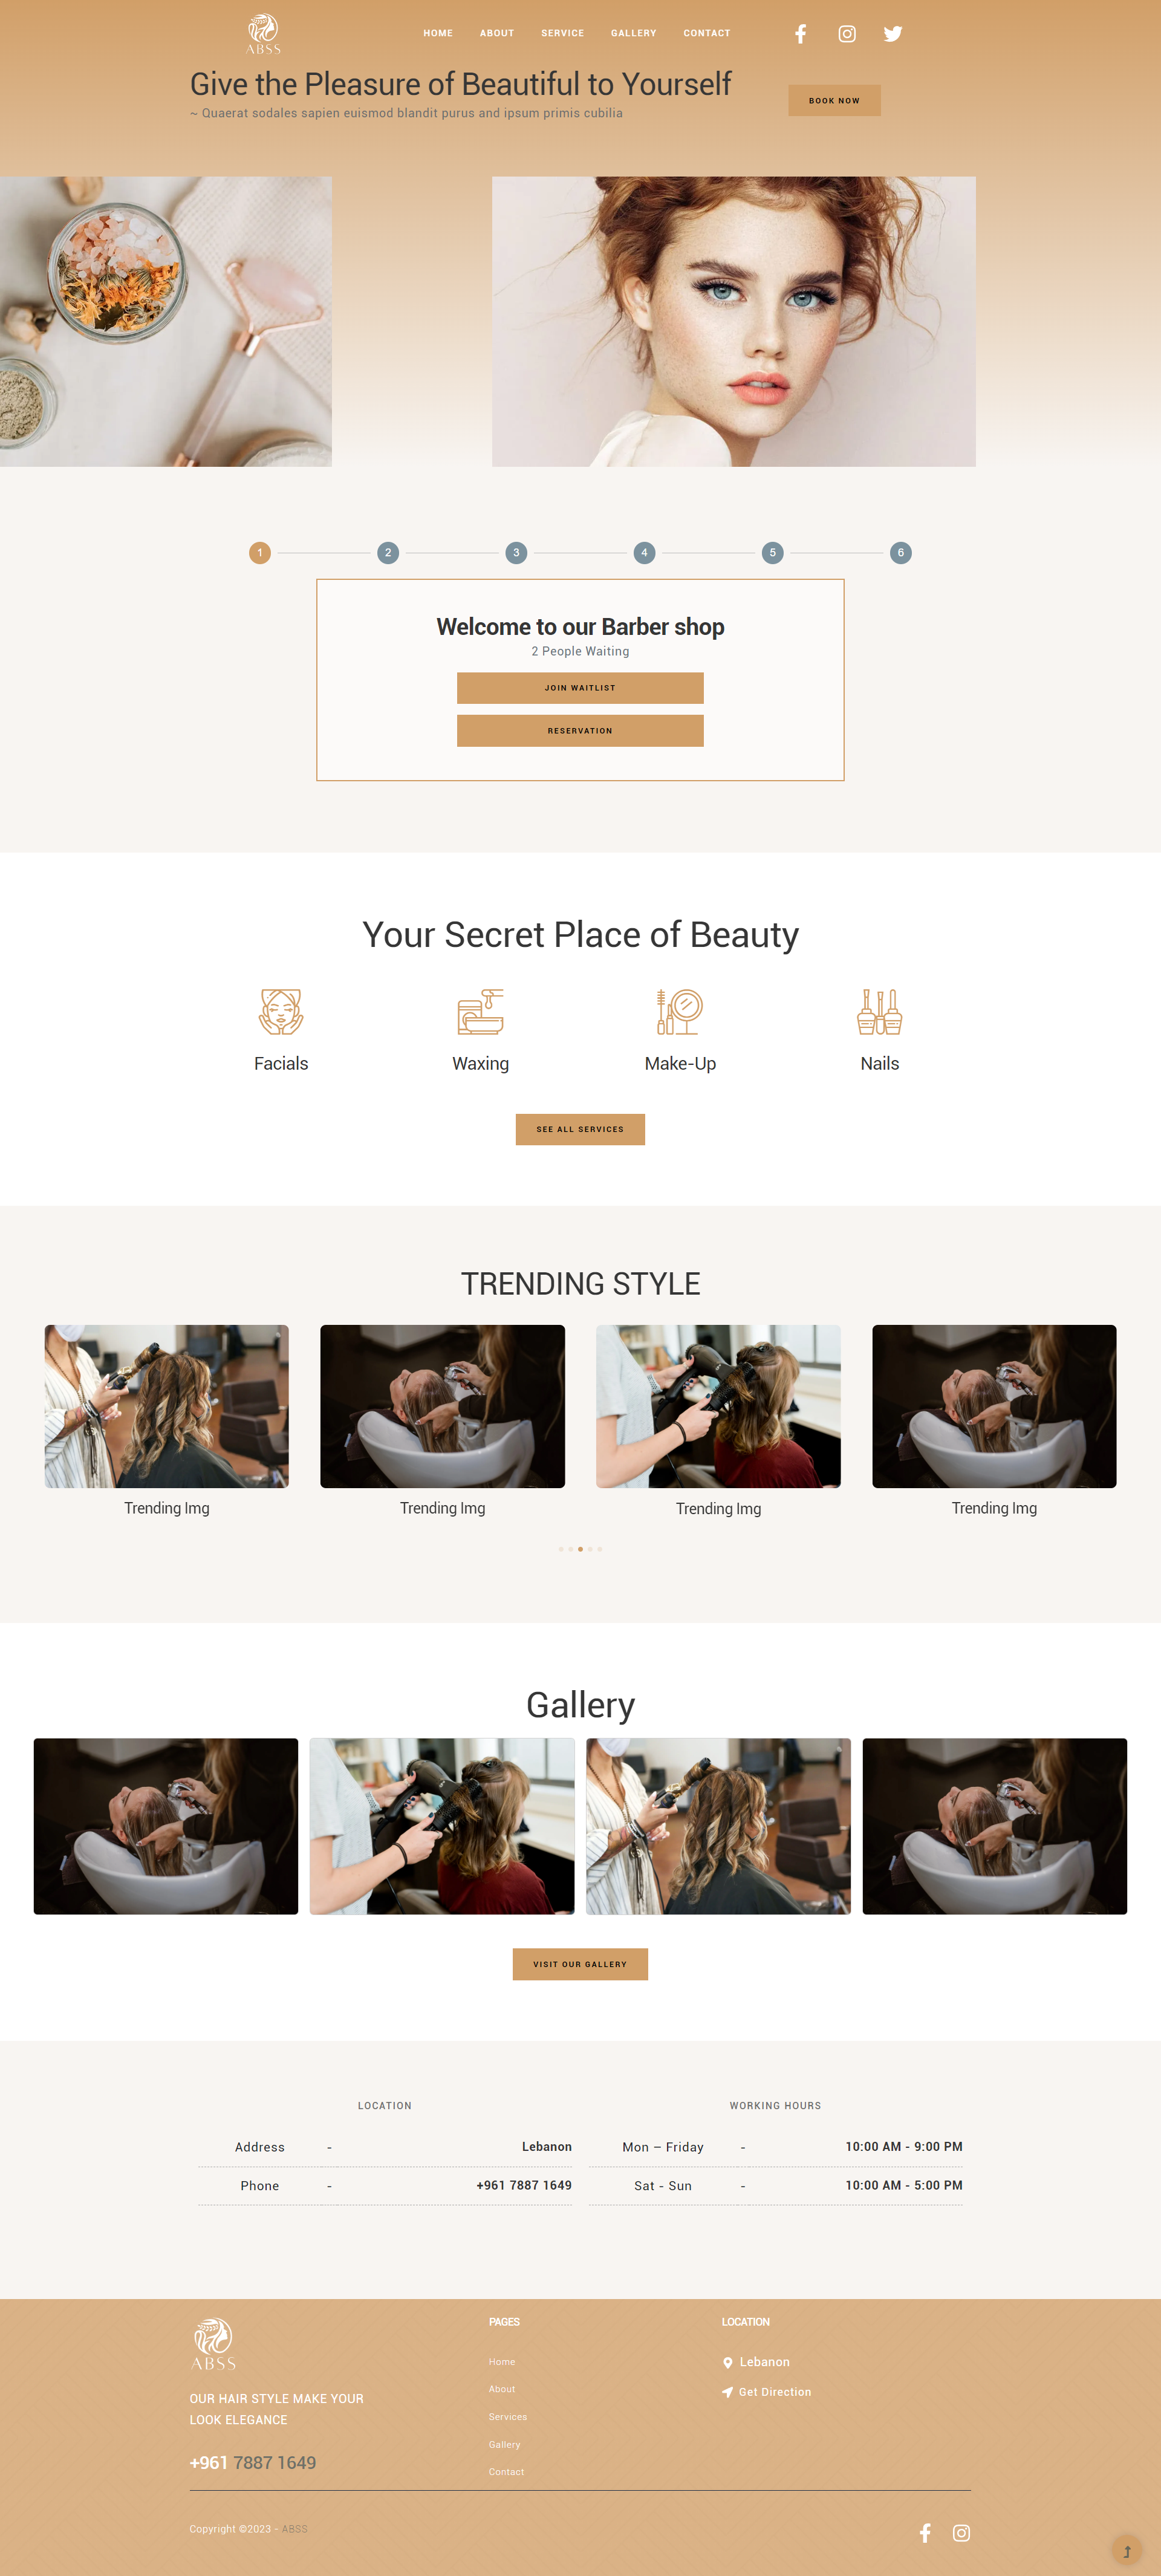 ABSS
HOME ABOUT SERVICE GALLERY CONTACT
Give the Pleasure of Beautiful to Yourself
~ Quaerat sodales sapien euismod blandit purus and ipsum primis cubilia
BOOK NOW
1 2 3 4 5 6
Welcome to our Barber shop
2 People Waiting
JOIN WAITLIST
RESERVATION
Your Secret Place of Beauty
Facials Waxing Make-Up Nails
SEE ALL SERVICES
TRENDING STYLE
Trending Img Trending Img Trending Img Trending Img
Gallery
VISIT OUR GALLERY
LOCATION
Address - Lebanon
Phone - +961 7887 1649
WORKING HOURS
Mon – Friday - 10:00 AM - 9:00 PM
Sat - Sun - 10:00 AM - 5:00 PM
ABSS
OUR HAIR STYLE MAKE YOUR
LOOK ELEGANCE
+961 7887 1649
PAGES
Home
About
Services
Gallery
Contact
LOCATION
Lebanon
Get Direction
Copyright ©2023 - ABSS